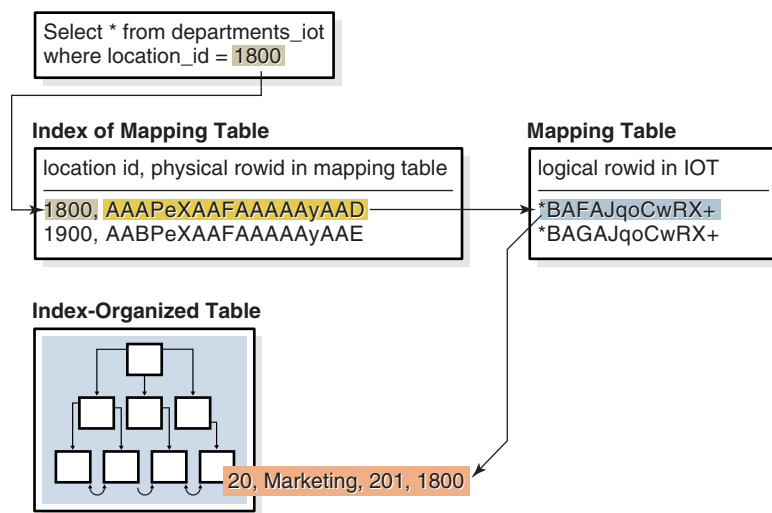 Select * from departments_iot
where location_id = 1800
Index of Mapping Table
location id, physical rowid in mapping table
1800, AAAPeXAAFAAAAAyAAD
1900, AABPeXAAFAAAAAyAAE
Mapping Table
logical rowid in IOT
*BAFAJqoCwRX+
*BAGAJqoCwRX+
Index-Organized Table
20, Marketing, 201, 1800